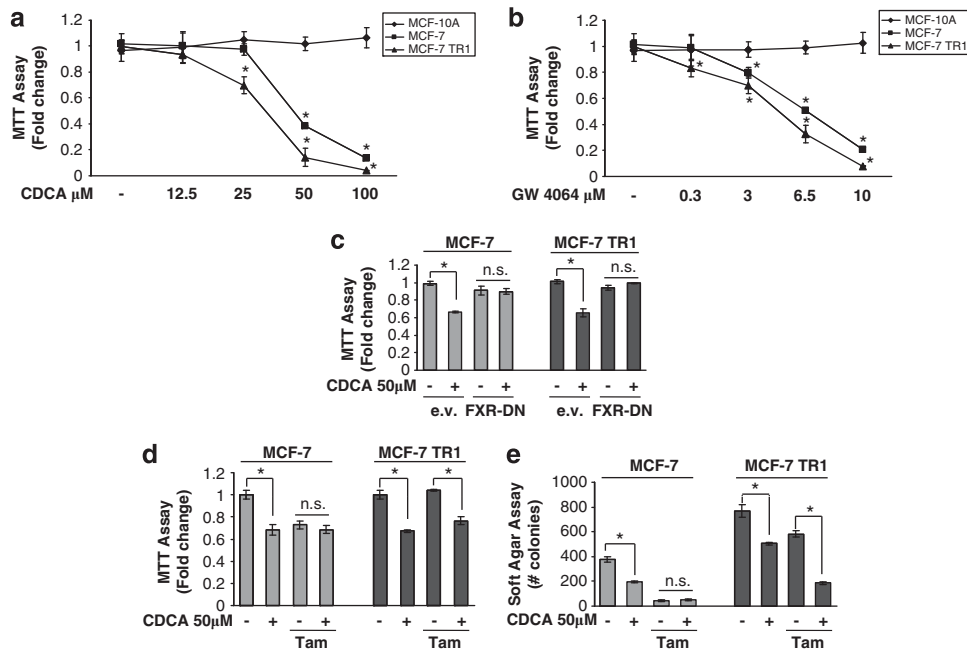 a
MCF-10A
MCF-7
MCF-7 TR1
MTT Assay
(Fold change)
1.2
1
0.8
0.6
0.4
0.2
0
* * * * *
CDCA μM - 12.5 25 50 100
b
MCF-10A
MCF-7
MCF-7 TR1
MTT Assay
(Fold change)
1.2
1
0.8
0.6
0.4
0.2
0
* * * * * * *
GW 4064 μM - 0.3 3 6.5 10
c
MCF-7 MCF-7 TR1
MTT Assay
(Fold change)
1.2
1
0.8
0.6
0.4
0.2
0
* n.s. * n.s.
CDCA 50μM - + - + - + - +
e.v. FXR-DN e.v. FXR-DN
d
MCF-7 MCF-7 TR1
MTT Assay
(Fold change)
1.2
1
0.8
0.6
0.4
0.2
0
* n.s. * *
CDCA 50μM - + - + - + - +
Tam Tam
e
MCF-7 MCF-7 TR1
Soft Agar Assay
(# colonies)
1000
800
600
400
200
0
* n.s. * *
CDCA 50μM - + - + - + - +
Tam Tam